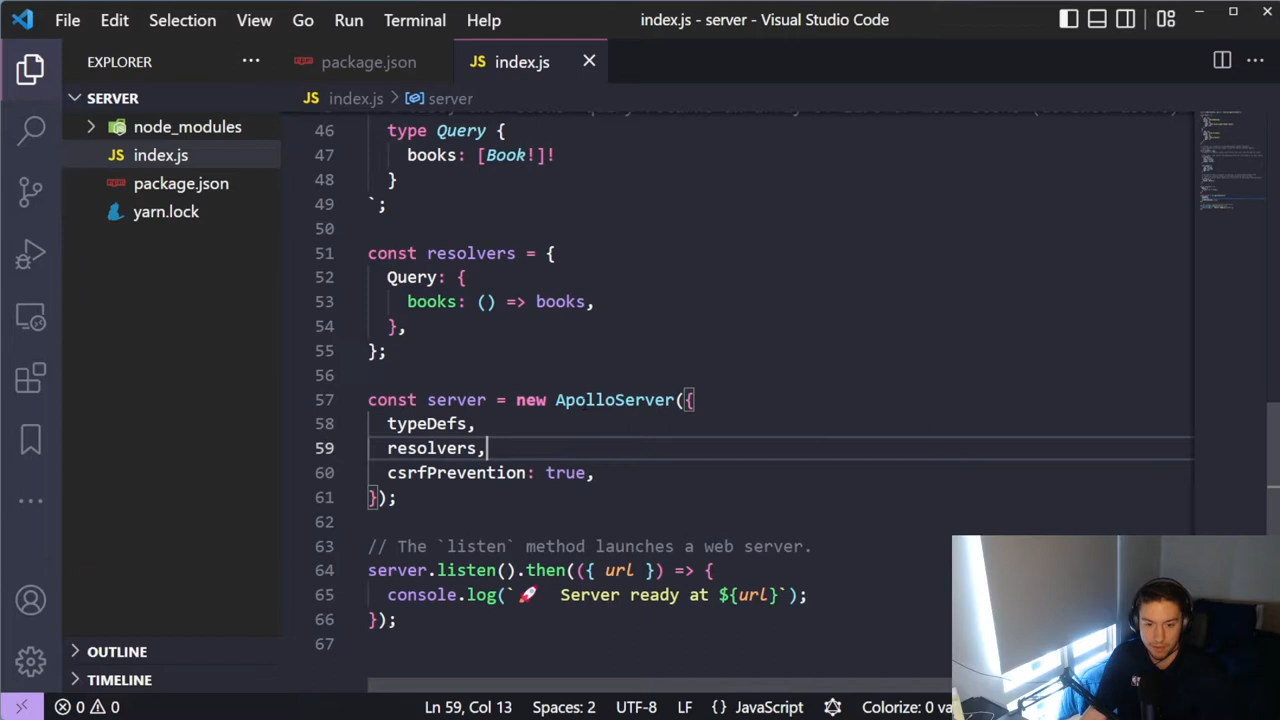 File Edit Selection View Go Run Terminal Help
index.js - server - Visual Studio Code
EXPLORER
package.json
JS index.js
SERVER
JS index.js > server
node_modules
JS index.js
package.json
yarn.lock
46 type Query {
47 books: [Book!]!
48 }
49 `;
50
51 const resolvers = {
52 Query: {
53 books: () => books,
54 },
55 };
56
57 const server = new ApolloServer({
58 typeDefs,
59 resolvers,
60 csrfPrevention: true,
61 });
62
63 // The `listen` method launches a web server.
64 server.listen().then(({ url }) => {
65 console.log(`🚀 Server ready at ${url}`);
66 });
67
OUTLINE
TIMELINE
0 0 Ln 59, Col 13 Spaces: 2 UTF-8 LF {} JavaScript Colorize: 0 va